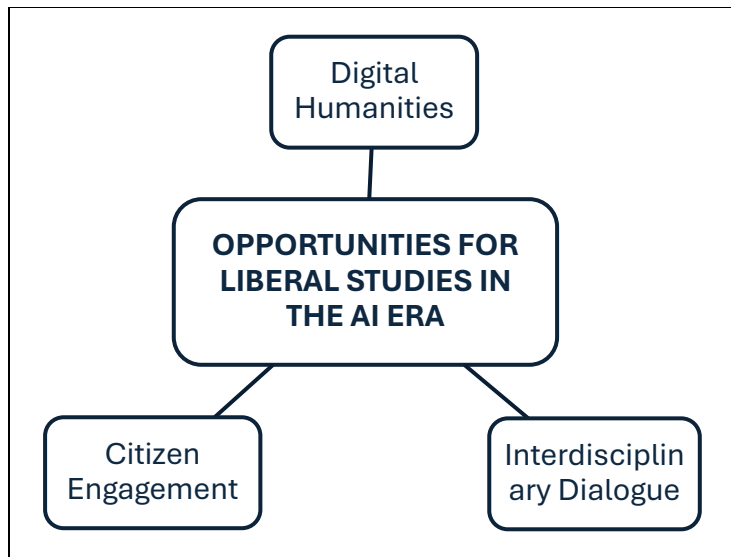 Digital
Humanities
OPPORTUNITIES FOR
LIBERAL STUDIES IN
THE AI ERA
Citizen
Engagement
Interdisciplin
ary Dialogue